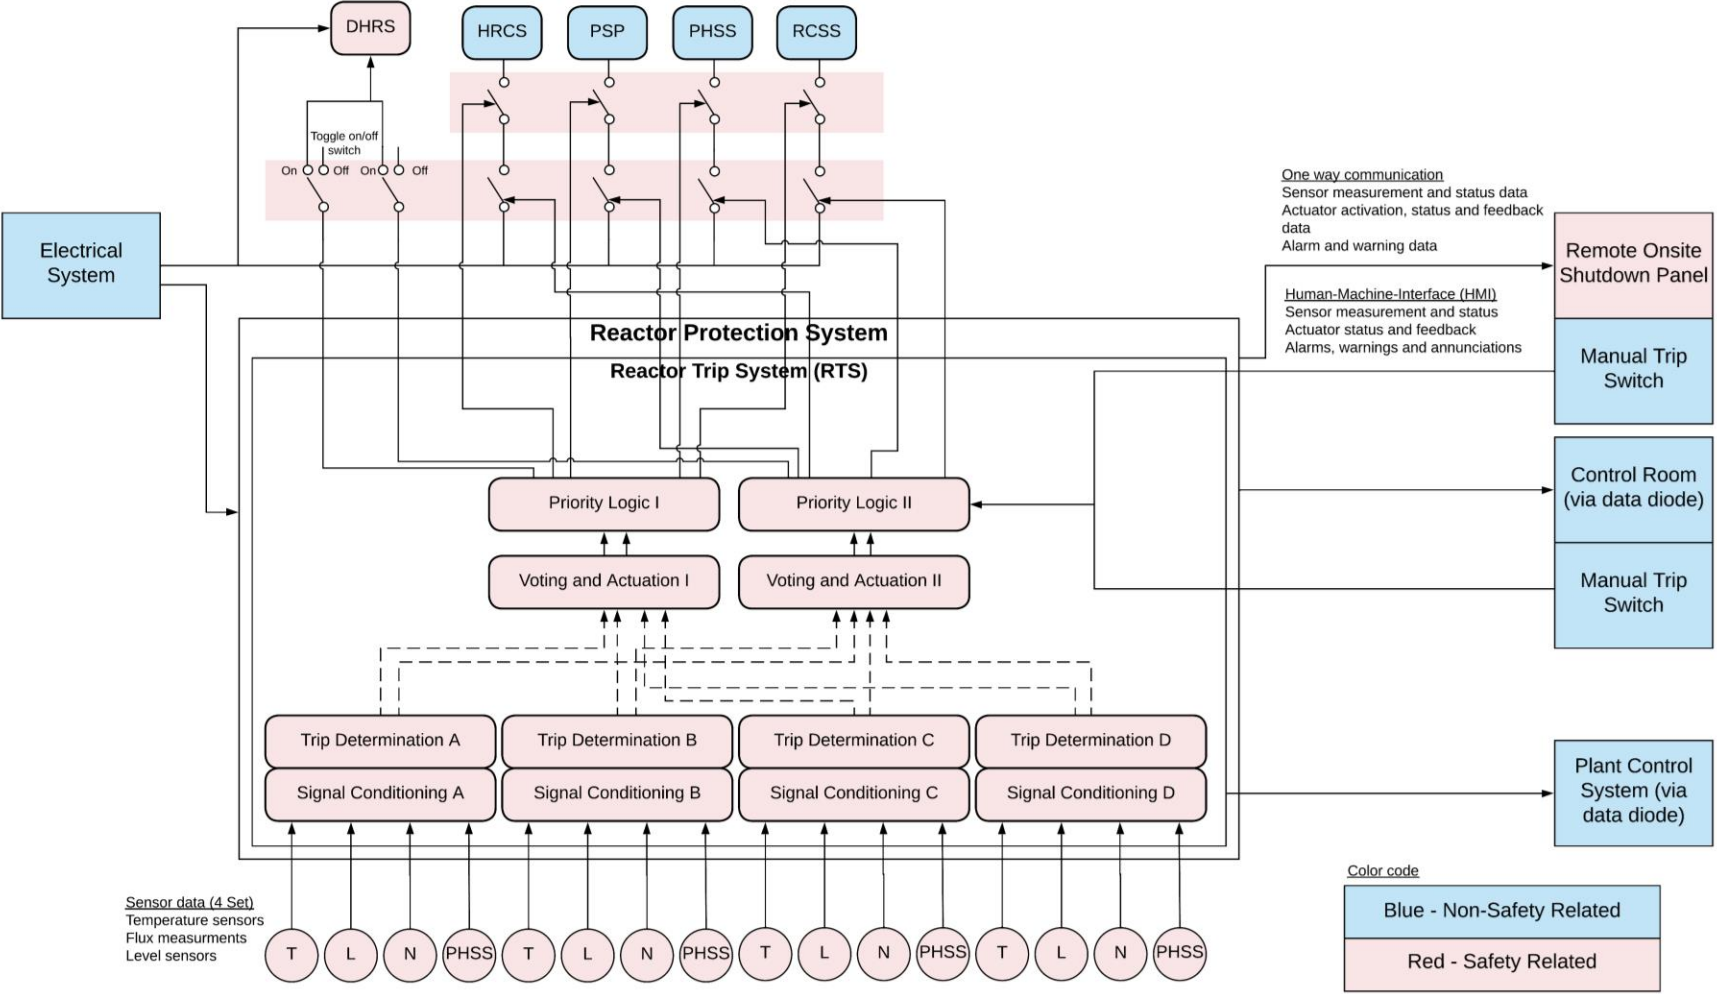 DHRS
HRCS
PSP
PHSS
RCSS
Toggle on/off
switch
On
Off
On
Off
Electrical
System
One way communication
Sensor measurement and status data
Actuator activation, status and feedback
data
Alarm and warning data
Remote Onsite
Shutdown Panel
Human-Machine-Interface (HMI)
Sensor measurement and status
Actuator status and feedback
Alarms, warnings and annunciations
Manual Trip
Switch
Reactor Protection System
Reactor Trip System (RTS)
Priority Logic I
Priority Logic II
Control Room
(via data diode)
Voting and Actuation I
Voting and Actuation II
Manual Trip
Switch
Trip Determination A
Trip Determination B
Trip Determination C
Trip Determination D
Signal Conditioning A
Signal Conditioning B
Signal Conditioning C
Signal Conditioning D
Plant Control
System (via
data diode)
Sensor data (4 Set)
Temperature sensors
Flux measurments
Level sensors
T
L
N
PHSS
T
L
N
PHSS
T
L
N
PHSS
T
L
N
PHSS
Color code
Blue - Non-Safety Related
Red - Safety Related